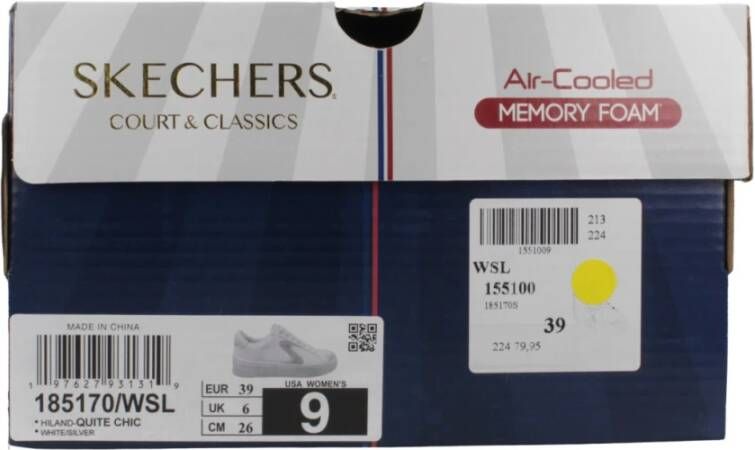 SKECHERS
COURT & CLASSICS
Air-Cooled
MEMORY FOAM
213
224
1551009
WSL
155100
185170S
39
224 79,95
MADE IN CHINA
1 97627 93131 9
185170/WSL
• HILAND-QUITE CHIC
• WHITE/SILVER
EUR 39
UK 6
CM 26
USA WOMEN'S
9